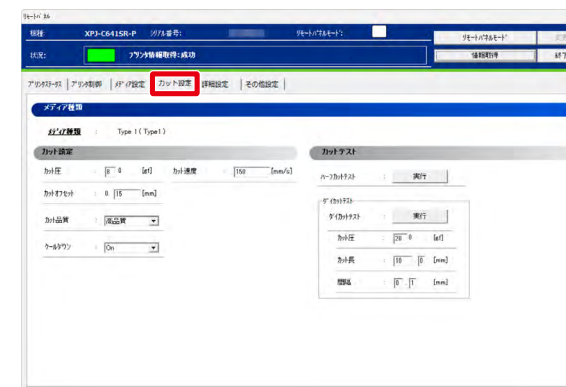 ﾘﾓｰﾄﾊﾟﾈﾙ
機種: XPJ-C641SR-P ｼﾘｱﾙ番号: ﾘﾓｰﾄﾊﾟﾈﾙﾓｰﾄﾞ: ﾘﾓｰﾄﾊﾟﾈﾙﾓｰﾄﾞ
状況: ﾌﾟﾘﾝﾀ情報取得:成功 情報取得 終了
ﾌﾟﾘﾝﾀｽﾃｰﾀｽ ﾌﾟﾘﾝﾀ制御 ﾒﾃﾞｨｱ設定 カット設定 詳細設定 その他設定
メディア種類
ﾒﾃﾞｨｱ種類 : Type 1 ( Type1 )
カット設定 カットテスト
ｶｯﾄ圧 : 8 0 [gf] ｶｯﾄ速度 : 150 [mm/s]
ﾊｰﾌｶｯﾄﾃｽﾄ : 実行
ｶｯﾄｵﾌｾｯﾄ : 0. 15 [mm]
ﾀﾞｲｶｯﾄﾃｽﾄ
ｶｯﾄ品質 : 高品質
ﾀﾞｲｶｯﾄﾃｽﾄ : 実行
ｸｰﾙﾀﾞｳﾝ : On
ｶｯﾄ圧 : 20 0 [gf]
ｶｯﾄ長 : 10 . 0 [mm]
間隔 : 0 . 1 [mm]